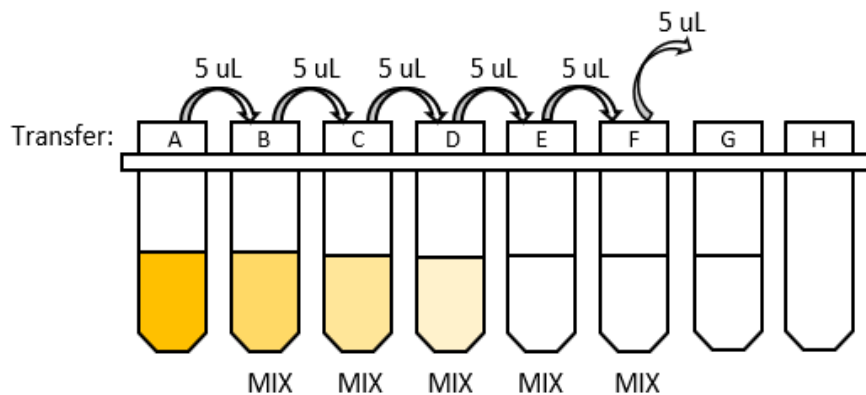 5 uL
5 uL 5 uL 5 uL 5 uL 5 uL
Transfer: A B C D E F G H
MIX MIX MIX MIX MIX